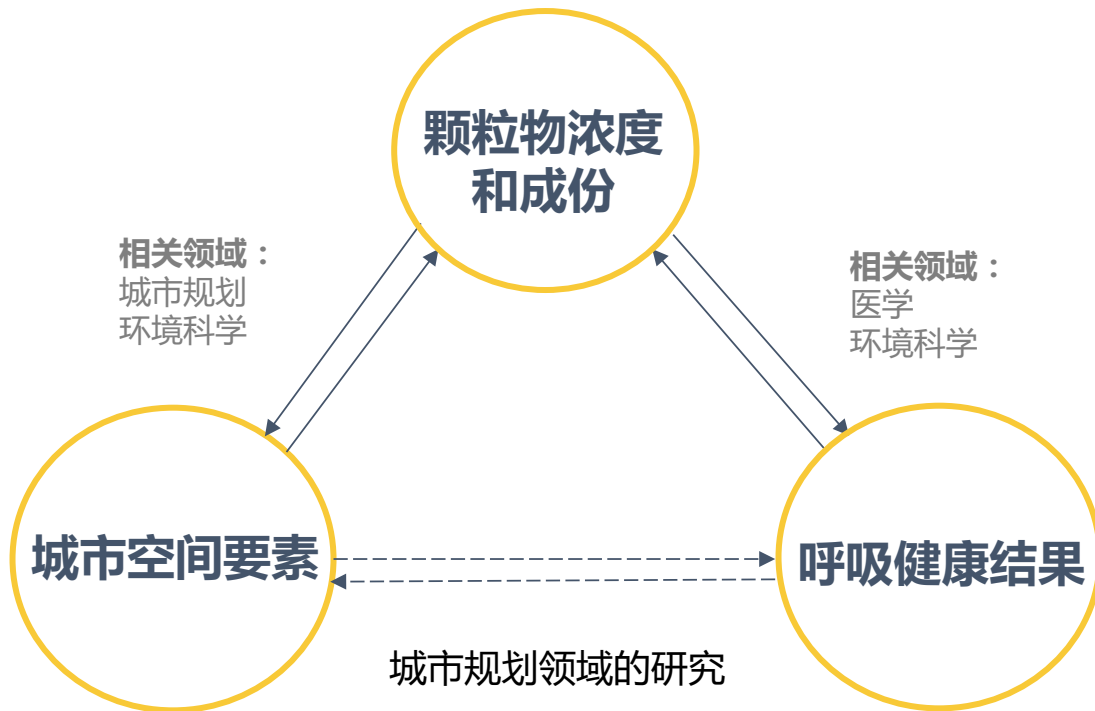 颗粒物浓度
和成份
相关领域：
城市规划
环境科学
相关领域：
医学
环境科学
城市空间要素
呼吸健康结果
城市规划领域的研究